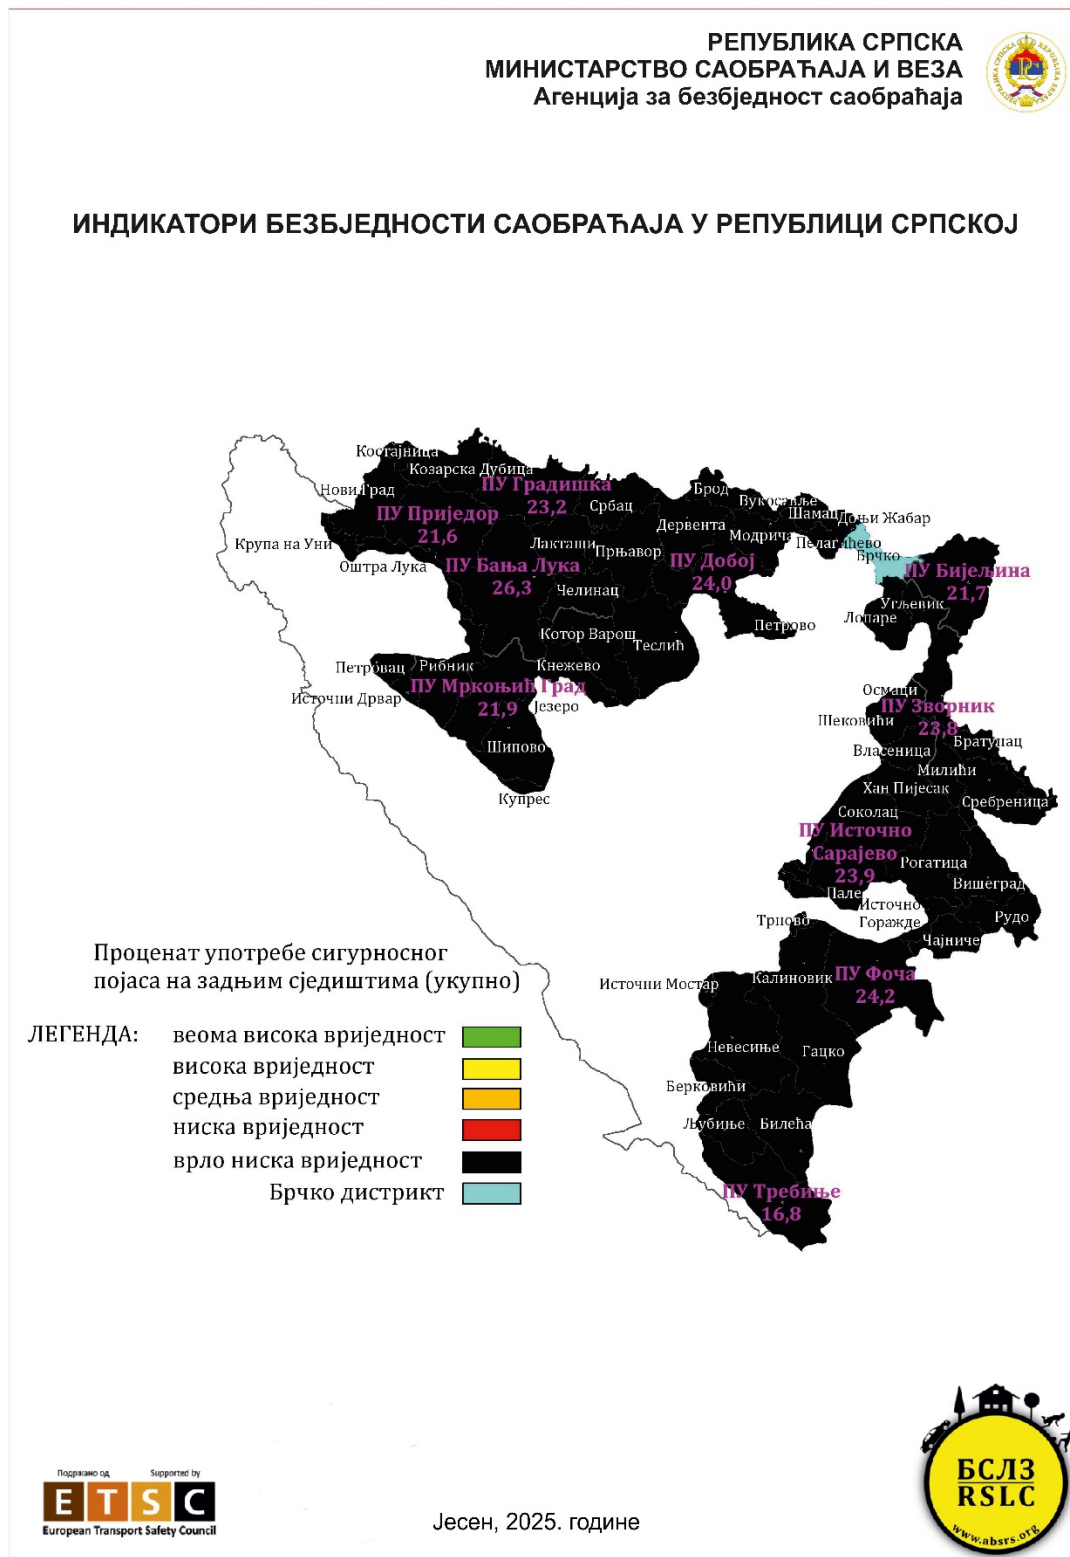 РЕПУБЛИКА СРПСКА
МИНИСТАРСТВО САОБРАЋАЈА И ВЕЗА
Агенција за безбједност саобраћаја
ИНДИКАТОРИ БЕЗБЈЕДНОСТИ САОБРАЋАЈА У РЕПУБЛИЦИ СРПСКОЈ
Костајница
Козарска Дубица
Нови Град
ПУ Градишка
23,2
Србац
Брод
Вукосавље
Шамац
Доњи Жабар
ПУ Приједор
21,6
Дервента
Модрича
Пелагићево
Крупа на Уни
Лакташи
Прњавор
Брчко
Оштра Лука
ПУ Бања Лука
26,3
ПУ Добој
24,0
ПУ Бијељина
21,7
Челинац
Угљевик
Лопаре
Петрово
Котор Варош
Теслић
Петровац
Рибник
Кнежево
Источни Дрвар
ПУ Мркоњић Град
21,9
Језеро
Осмаци
ПУ Зворник
23,8
Шековићи
Братунац
Шипово
Власеница
Милићи
Хан Пијесак
Купрес
Соколац
Сребреница
ПУ Источно
Сарајево
23,9
Рогатица
Вишеград
Пале
Источно
Горажде
Рудо
Трново
Чајниче
Калиновик
ПУ Фоча
24,2
Источни Мостар
Невесиње
Гацко
Берковићи
Љубиње
Билећа
ПУ Требиње
16,8
Проценат употребе сигурносног
појаса на задњим сједиштима (укупно)
ЛЕГЕНДА:
веома висока вриједност
висока вриједност
средња вриједност
ниска вриједност
врло ниска вриједност
Брчко дистрикт
Подржано од Supported by
ETSC
European Transport Safety Council
Јесен, 2025. године
БСЛЗ
RSLC
www.absrs.org